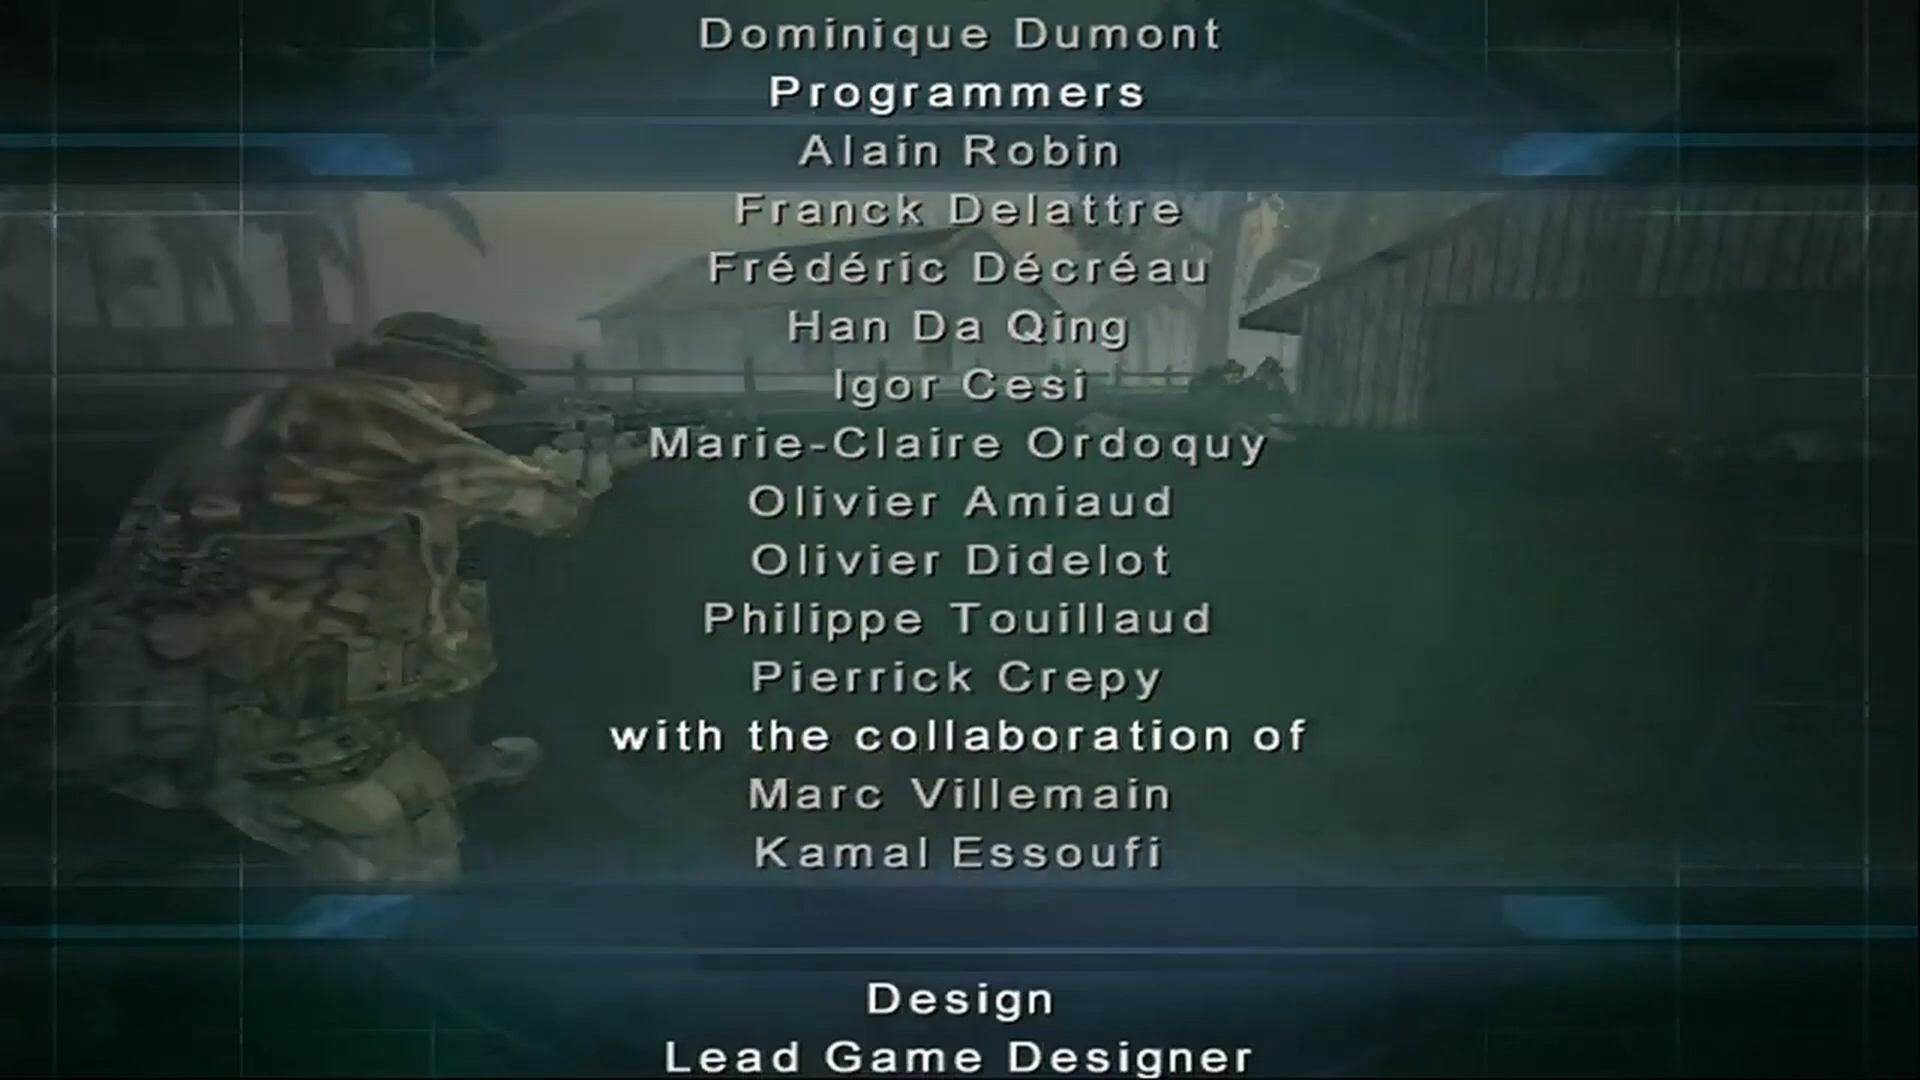 Dominique Dumont
Programmers
Alain Robin
Franck Delattre
Frédéric Décréau
Han Da Qing
Igor Cesi
Marie-Claire Ordoquy
Olivier Amiaud
Olivier Didelot
Philippe Touillaud
Pierrick Crepy
with the collaboration of
Marc Villemain
Kamal Essoufi
Design
Lead Game Designer